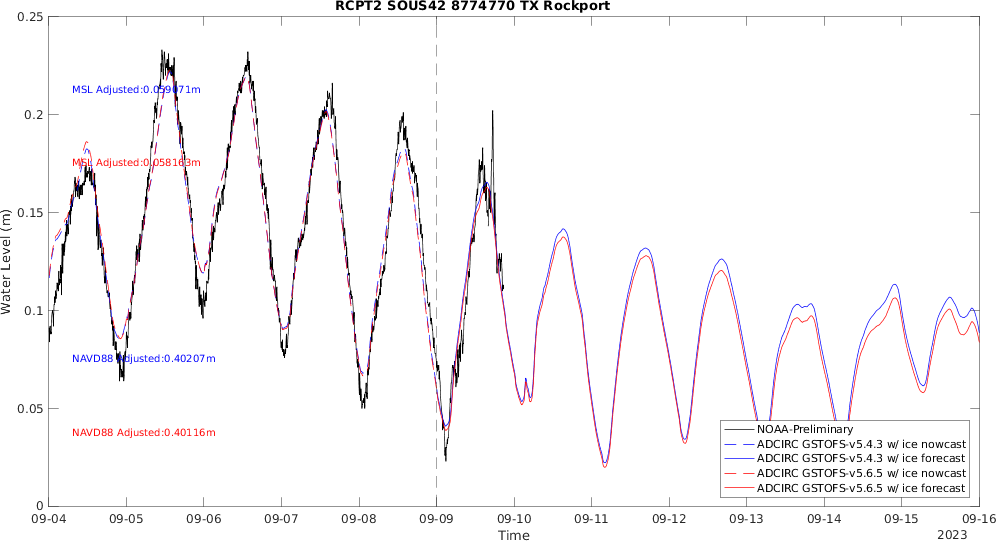 RCPT2 SOUS42 8774770 TX Rockport
0.25
0.2
0.15
0.1
0.05
0
Water Level (m)
MSL Adjusted:0.059071m
MSL Adjusted:0.058163m
NAVD88 Adjusted:0.40207m
NAVD88 Adjusted:0.40116m
NOAA-Preliminary
ADCIRC GSTOFS-v5.4.3 w/ ice nowcast
ADCIRC GSTOFS-v5.4.3 w/ ice forecast
ADCIRC GSTOFS-v5.6.5 w/ ice nowcast
ADCIRC GSTOFS-v5.6.5 w/ ice forecast
09-04 09-05 09-06 09-07 09-08 09-09 09-10 09-11 09-12 09-13 09-14 09-15 09-16
Time
2023